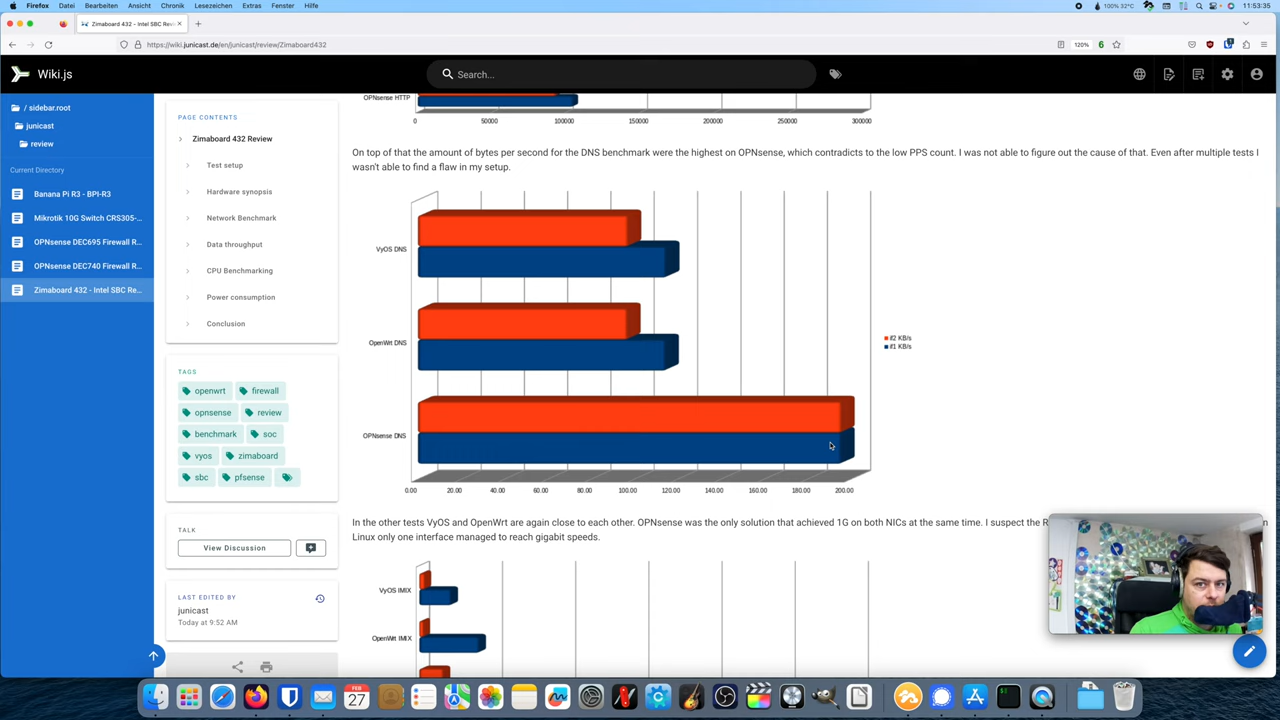 Firefox Datei Bearbeiten Ansicht Chronik Lesezeichen Extras Fenster Hilfe
100% 32°C
11:53:35
Zimaboard 432 - Intel SBC Revi
https://wiki.junicast.de/en/junicast/review/Zimaboard432
120%
Wiki.js
Search...
/ sidebar.root
junicast
review
Current Directory
Banana Pi R3 - BPI-R3
Mikrotik 10G Switch CRS305-...
OPNsense DEC695 Firewall R...
OPNsense DEC740 Firewall R...
Zimaboard 432 - Intel SBC Re...
PAGE CONTENTS
Zimaboard 432 Review
Test setup
Hardware synopsis
Network Benchmark
Data throughput
CPU Benchmarking
Power consumption
Conclusion
TAGS
openwrt
firewall
opnsense
review
benchmark
soc
vyos
zimaboard
sbc
pfsense
TALK
View Discussion
LAST EDITED BY
junicast
Today at 9:52 AM
OPNsense HTTP
0 50000 100000 150000 200000 250000 300000
On top of that the amount of bytes per second for the DNS benchmark were the highest on OPNsense, which contradicts to the low PPS count. I was not able to figure out the cause of that. Even after multiple tests I
wasn't able to find a flaw in my setup.
VyOS DNS
OpenWrt DNS
OPNsense DNS
if2 KB/s
if1 KB/s
0.00 20.00 40.00 60.00 80.00 100.00 120.00 140.00 160.00 180.00 200.00
In the other tests VyOS and OpenWrt are again close to each other. OPNsense was the only solution that achieved 1G on both NICs at the same time. I suspect the
Linux only one interface managed to reach gigabit speeds.
VyOS IMIX
OpenWrt IMIX
FEB
27